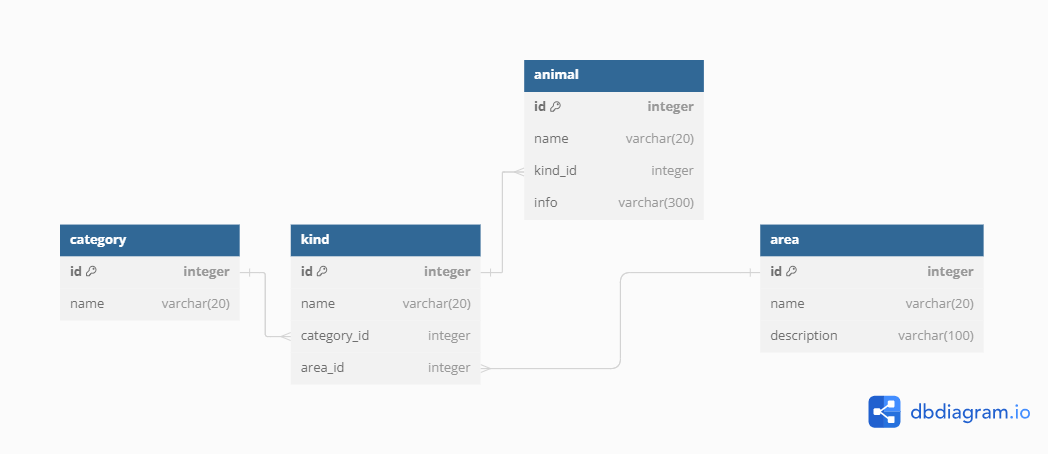 animal
id integer
name varchar(20)
kind_id integer
info varchar(300)
category
id integer
name varchar(20)
kind
id integer
name varchar(20)
category_id integer
area_id integer
area
id integer
name varchar(20)
description varchar(100)
dbdiagram.io